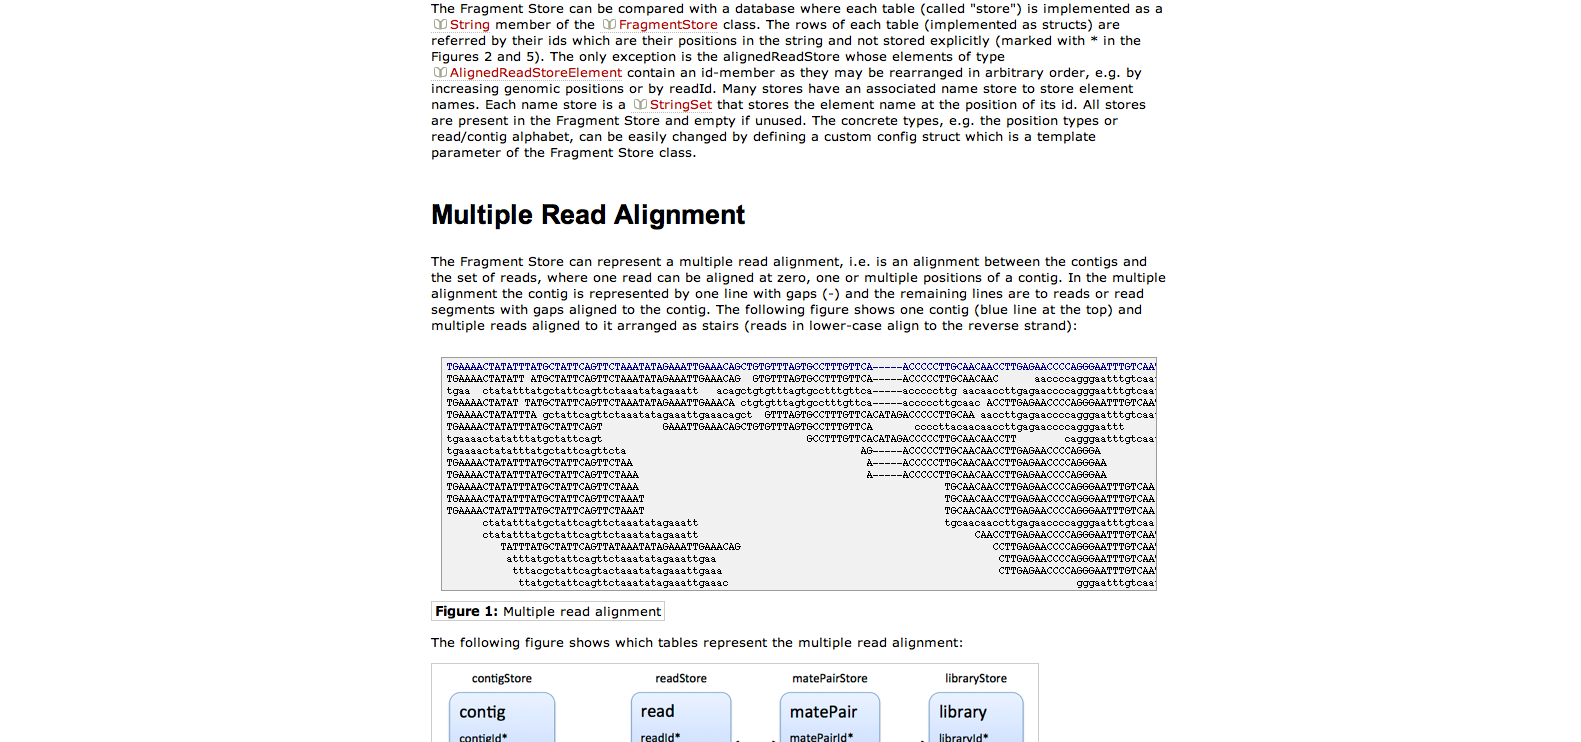 The Fragment Store can be compared with a database where each table (called "store") is implemented as a
String member of the FragmentStore class. The rows of each table (implemented as structs) are
referred by their ids which are their positions in the string and not stored explicitly (marked with * in the
Figures 2 and 5). The only exception is the alignedReadStore whose elements of type
AlignedReadStoreElement contain an id-member as they may be rearranged in arbitrary order, e.g. by
increasing genomic positions or by readId. Many stores have an associated name store to store element
names. Each name store is a StringSet that stores the element name at the position of its id. All stores
are present in the Fragment Store and empty if unused. The concrete types, e.g. the position types or
read/contig alphabet, can be easily changed by defining a custom config struct which is a template
parameter of the Fragment Store class.
Multiple Read Alignment
The Fragment Store can represent a multiple read alignment, i.e. is an alignment between the contigs and
the set of reads, where one read can be aligned at zero, one or multiple positions of a contig. In the multiple
alignment the contig is represented by one line with gaps (-) and the remaining lines are to reads or read
segments with gaps aligned to the contig. The following figure shows one contig (blue line at the top) and
multiple reads aligned to it arranged as stairs (reads in lower-case align to the reverse strand):
TGAAAACTATATTTATGCTATTCAGTTCTAAATATAGAAATTGAAACAGCTGTGTTTAGTGCCTTTGTTCA-----ACCCCCTTGCAACAACCTTGAGAACCCCAGGGAATTTGTCAA
TGAAAACTATATT ATGCTATTCAGTTCTAAATATAGAAATTGAAACAG GTGTTTAGTGCCTTTGTTCA-----ACCCCCTTGCAACAAC aaccccagggaatttgtcaa
tgaa ctatatttatgctattcagttctaaatatagaaatt acagctgtgtttagtgcctttgttca-----acccccttg aacaaccttgagaaccccagggaatttgtcaa
TGAAAACTATAT TATGCTATTCAGTTCTAAATATAGAAATTGAAACA ctgtgtttagtgcctttgttca-----acccccttgcaac ACCTTGAGAACCCCAGGGAATTTGTCAA
TGAAAACTATATTTA gctattcagttctaaatatagaaattgaaacagct GTTTAGTGCCTTTGTTCACATAGACCCCCTTGCAA aaccttgagaaccccagggaatttgtcaa
TGAAAACTATATTTATGCTATTCAGT GAAATTGAAACAGCTGTGTTTAGTGCCTTTGTTCA ccccttacaacaaccttgagaaccccagggaattt
tgaaaactatatttatgctattcagt GCCTTTGTTCACATAGACCCCCTTGCAACAACCTT cagggaatttgtcaa
tgaaaactatatttatgctattcagttcta AG-----ACCCCCTTGCAACAACCTTGAGAACCCCAGGGA
TGAAAACTATATTTATGCTATTCAGTTCTAA A-----ACCCCCTTGCAACAACCTTGAGAACCCCAGGGAA
TGAAAACTATATTTATGCTATTCAGTTCTAAA A-----ACCCCCTTGCAACAACCTTGAGAACCCCAGGGAA
TGAAAACTATATTTATGCTATTCAGTTCTAAA TGCAACAACCTTGAGAACCCCAGGGAATTTGTCAA
TGAAAACTATATTTATGCTATTCAGTTCTAAAT TGCAACAACCTTGAGAACCCCAGGGAATTTGTCAA
TGAAAACTATATTTATGCTATTCAGTTCTAAAT TGCAACAACCTTGAGAACCCCAGGGAATTTGTCAA
ctatatttatgctattcagttctaaatatagaaatt tgcaacaaccttgagaaccccagggaatttgtcaa
ctatatttatgctattcagttctaaatatagaaatt CAACCTTGAGAACCCCAGGGAATTTGTCAA
TATTTATGCTATTCAGTTATAAATATAGAAATTGAAACAG CCTTGAGAACCCCAGGGAATTTGTCAA
atttatgctattcagttctaaatatagaaattgaa CTTGAGAACCCCAGGGAATTTGTCAA
tttacgctattcagtactaaatatagaaattgaaa CTTGAGAACCCCAGGGAATTTGTCAA
ttatgctattcagttctaaatatagaaattgaaac gggaatttgtcaa
Figure 1: Multiple read alignment
The following figure shows which tables represent the multiple read alignment:
contigStore readStore matePairStore libraryStore
contig read matePair library
contigId* readId* matePairId* libraryId*